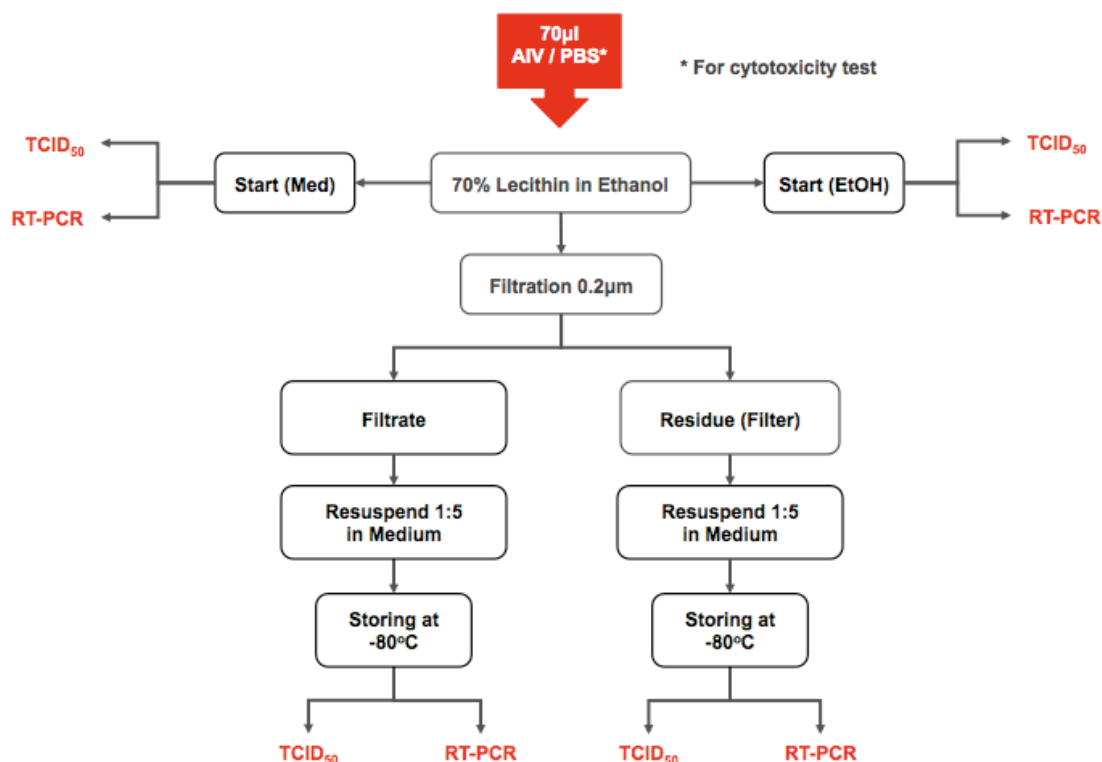 70µl
AIV / PBS*
* For cytotoxicity test
TCID50
TCID50
Start (Med)
70% Lecithin in Ethanol
Start (EtOH)
RT-PCR
RT-PCR
Filtration 0.2µm
Filtrate
Residue (Filter)
Resuspend 1:5
in Medium
Resuspend 1:5
in Medium
Storing at
-80°C
Storing at
-80°C
TCID50
RT-PCR
TCID50
RT-PCR